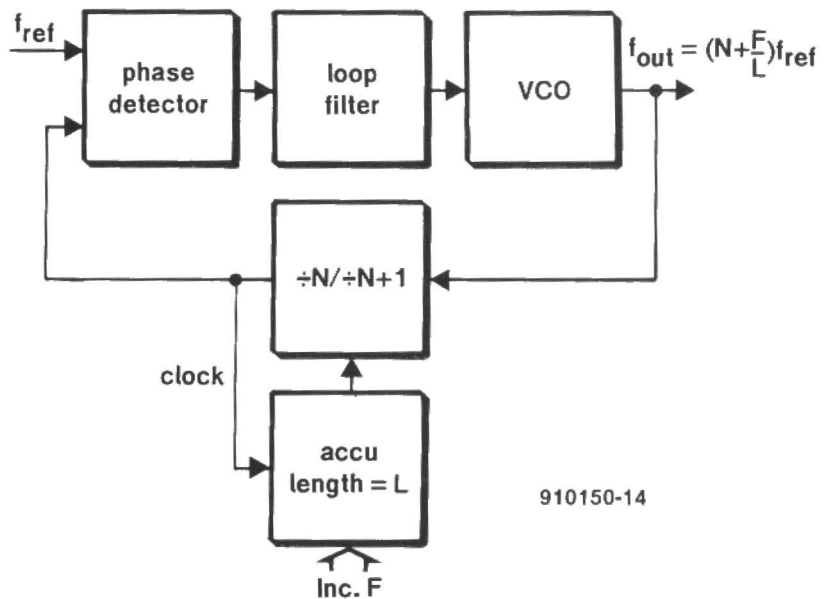 fref
phase
detector
loop
filter
VCO
fout = (N+F/L)fref
÷N/÷N+1
clock
accu
length = L
910150-14
Inc. F